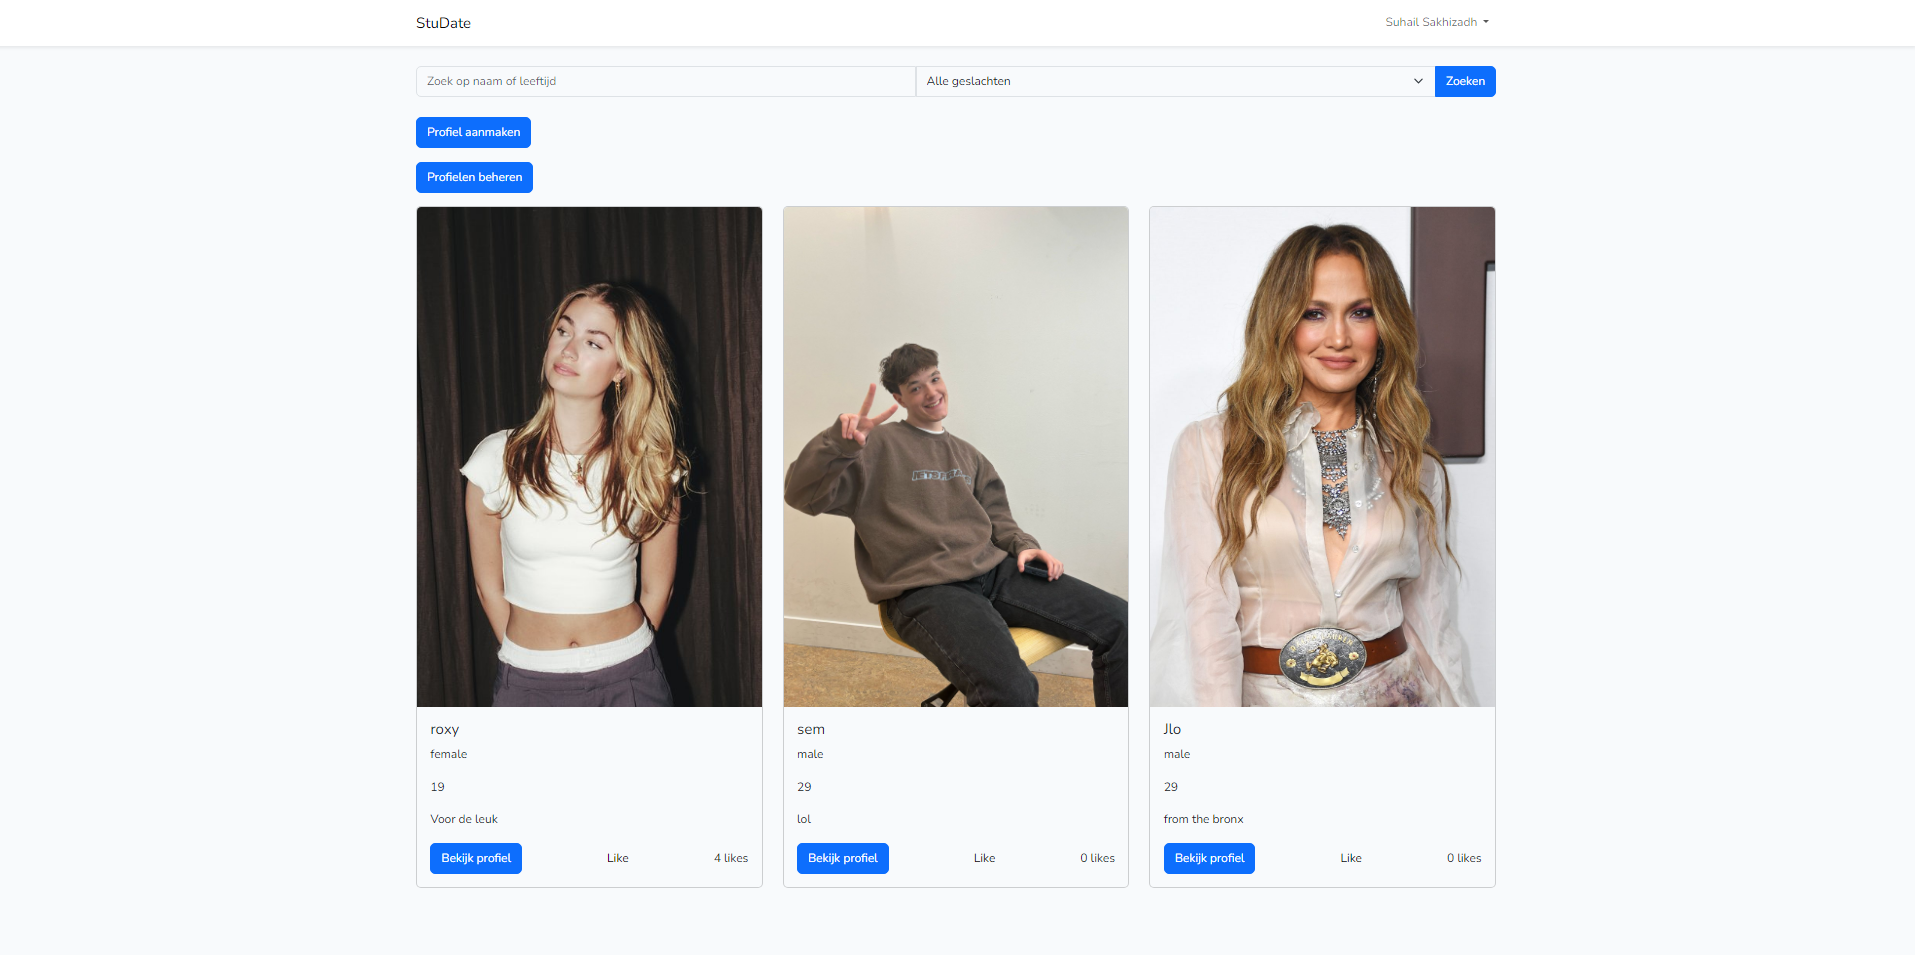 StuDate
Suhail Sakhizadh
Zoek op naam of leeftijd
Alle geslachten
Zoeken
Profiel aanmaken
Profielen beheren
roxy
female
19
Voor de leuk
Bekijk profiel
Like
4 likes
sem
male
29
lol
Bekijk profiel
Like
0 likes
Jlo
male
29
from the bronx
Bekijk profiel
Like
0 likes